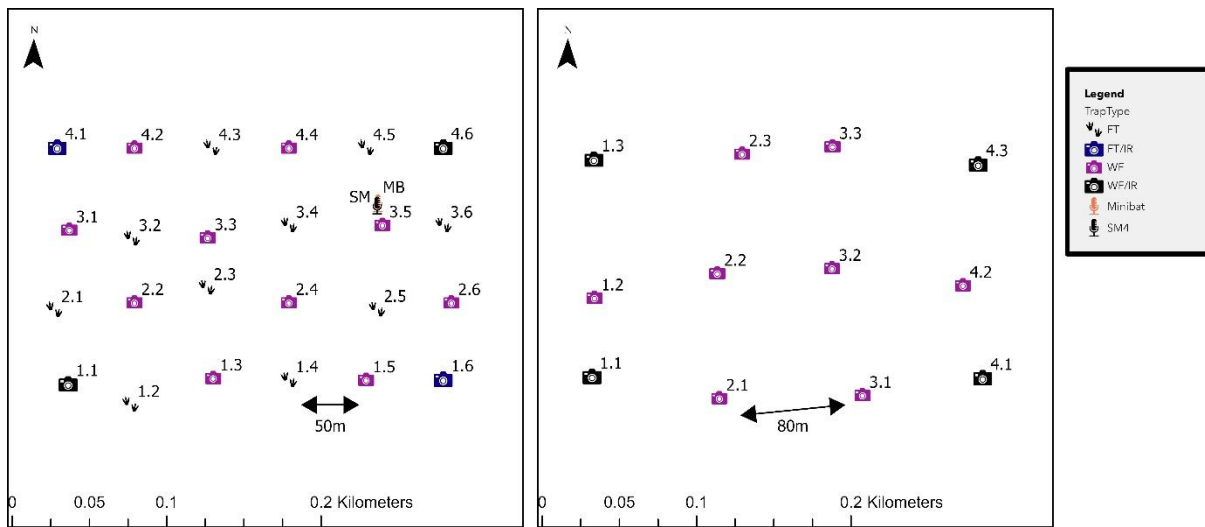 N
4.1 4.2 4.3 4.4 4.5 4.6
SM MB
3.1 3.2 3.3 3.4 3.5 3.6
2.1 2.2 2.3 2.4 2.5 2.6
1.1 1.2 1.3 1.4 1.5 1.6
50m
0 0.05 0.1 0.2 Kilometers
N
1.3 2.3 3.3 4.3
1.2 2.2 3.2 4.2
1.1 2.1 3.1 4.1
80m
0 0.05 0.1 0.2 Kilometers
Legend
TrapType
FT
FT/IR
WF
WF/IR
Minibat
SM4